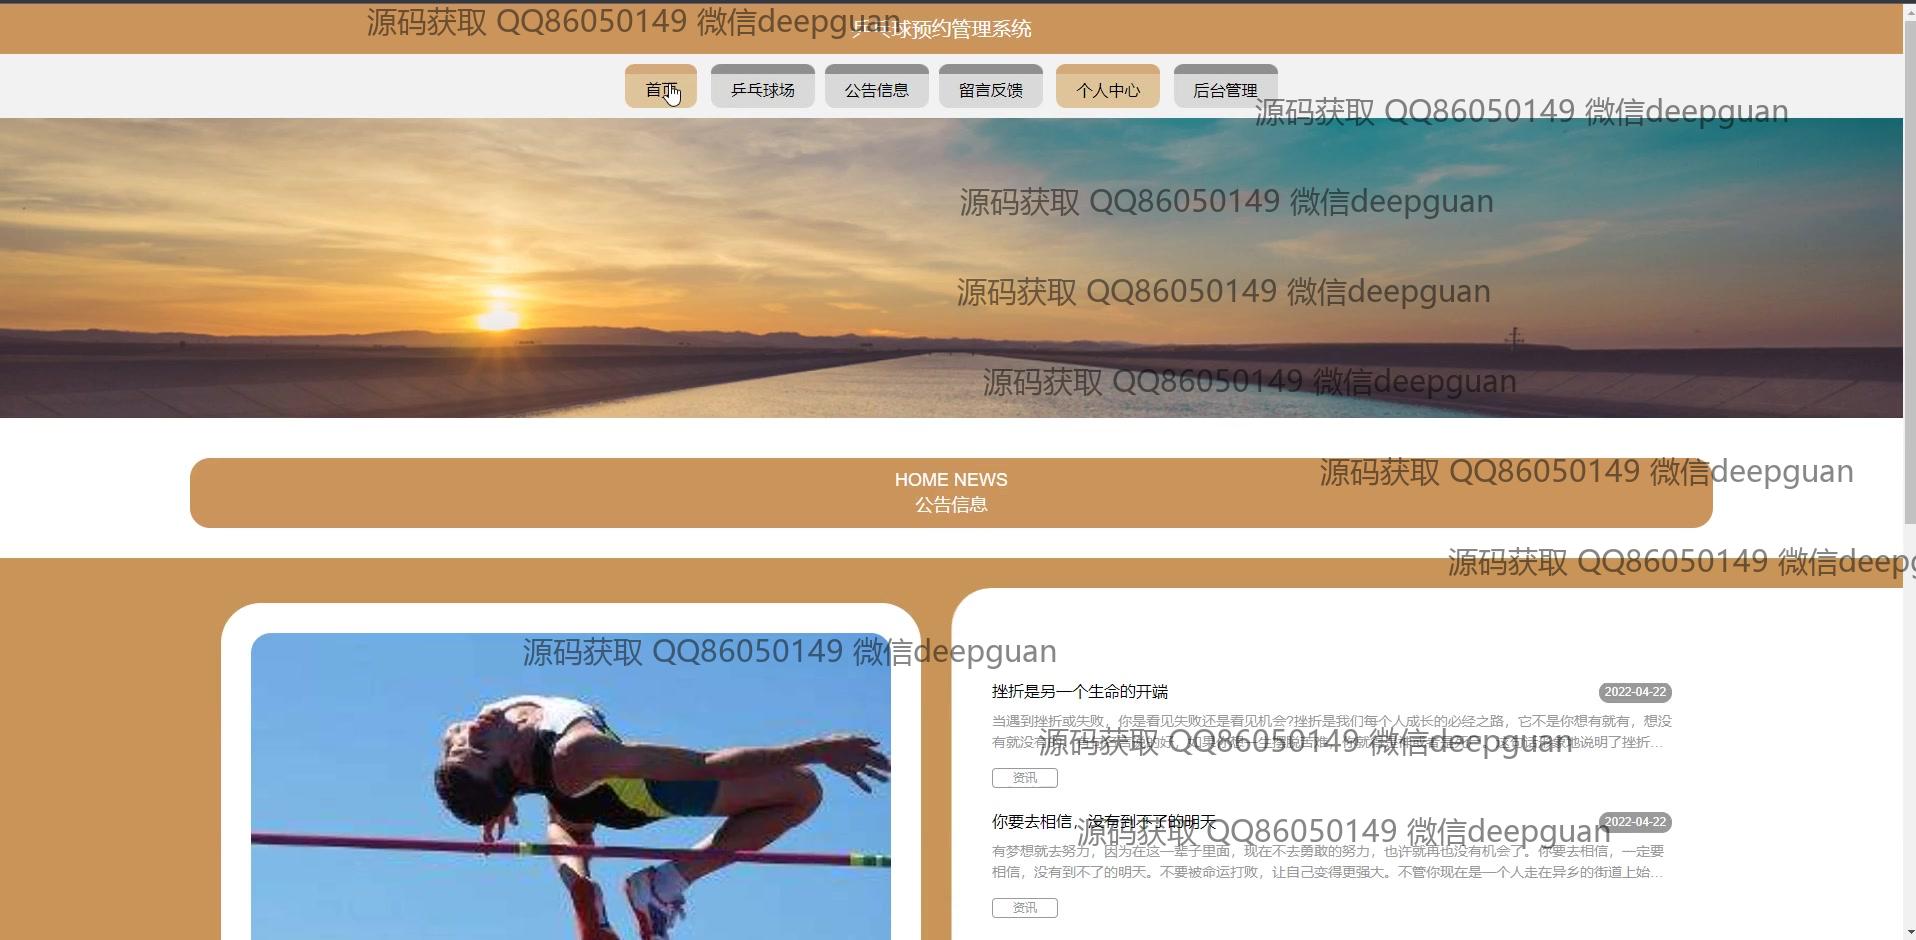 源码获取 QQ86050149 微信deepguan
乒乓球预约管理系统
首页
乒乓球场
公告信息
留言反馈
个人中心
后台管理
源码获取 QQ86050149 微信deepguan
源码获取 QQ86050149 微信deepguan
源码获取 QQ86050149 微信deepguan
源码获取 QQ86050149 微信deepguan
HOME NEWS
公告信息
源码获取 QQ86050149 微信deepguan
源码获取 QQ86050149 微信deepg
源码获取 QQ86050149 微信deepguan
挫折是另一个生命的开端
2022-04-22
当遇到挫折或失败，你是看见失败还是看见机会?挫折是我们每个人成长的必经之路，它不是你想有就有，想没
有就没有的
说明了挫折...
源码获取 QQ86050149 微信deepguan
资讯
你要去相信，没有到不了的明天
2022-04-22
源码获取 QQ86050149 微信deepguan
有梦想就去努力，因为在这一辈子里面，现在不去勇敢的努力，也许就再也没有机会了。你要去相信，一定要
相信，没有到不了的明天。不要被命运打败，让自己变得更强大。不管你现在是一个人走在异乡的街道上始...
资讯